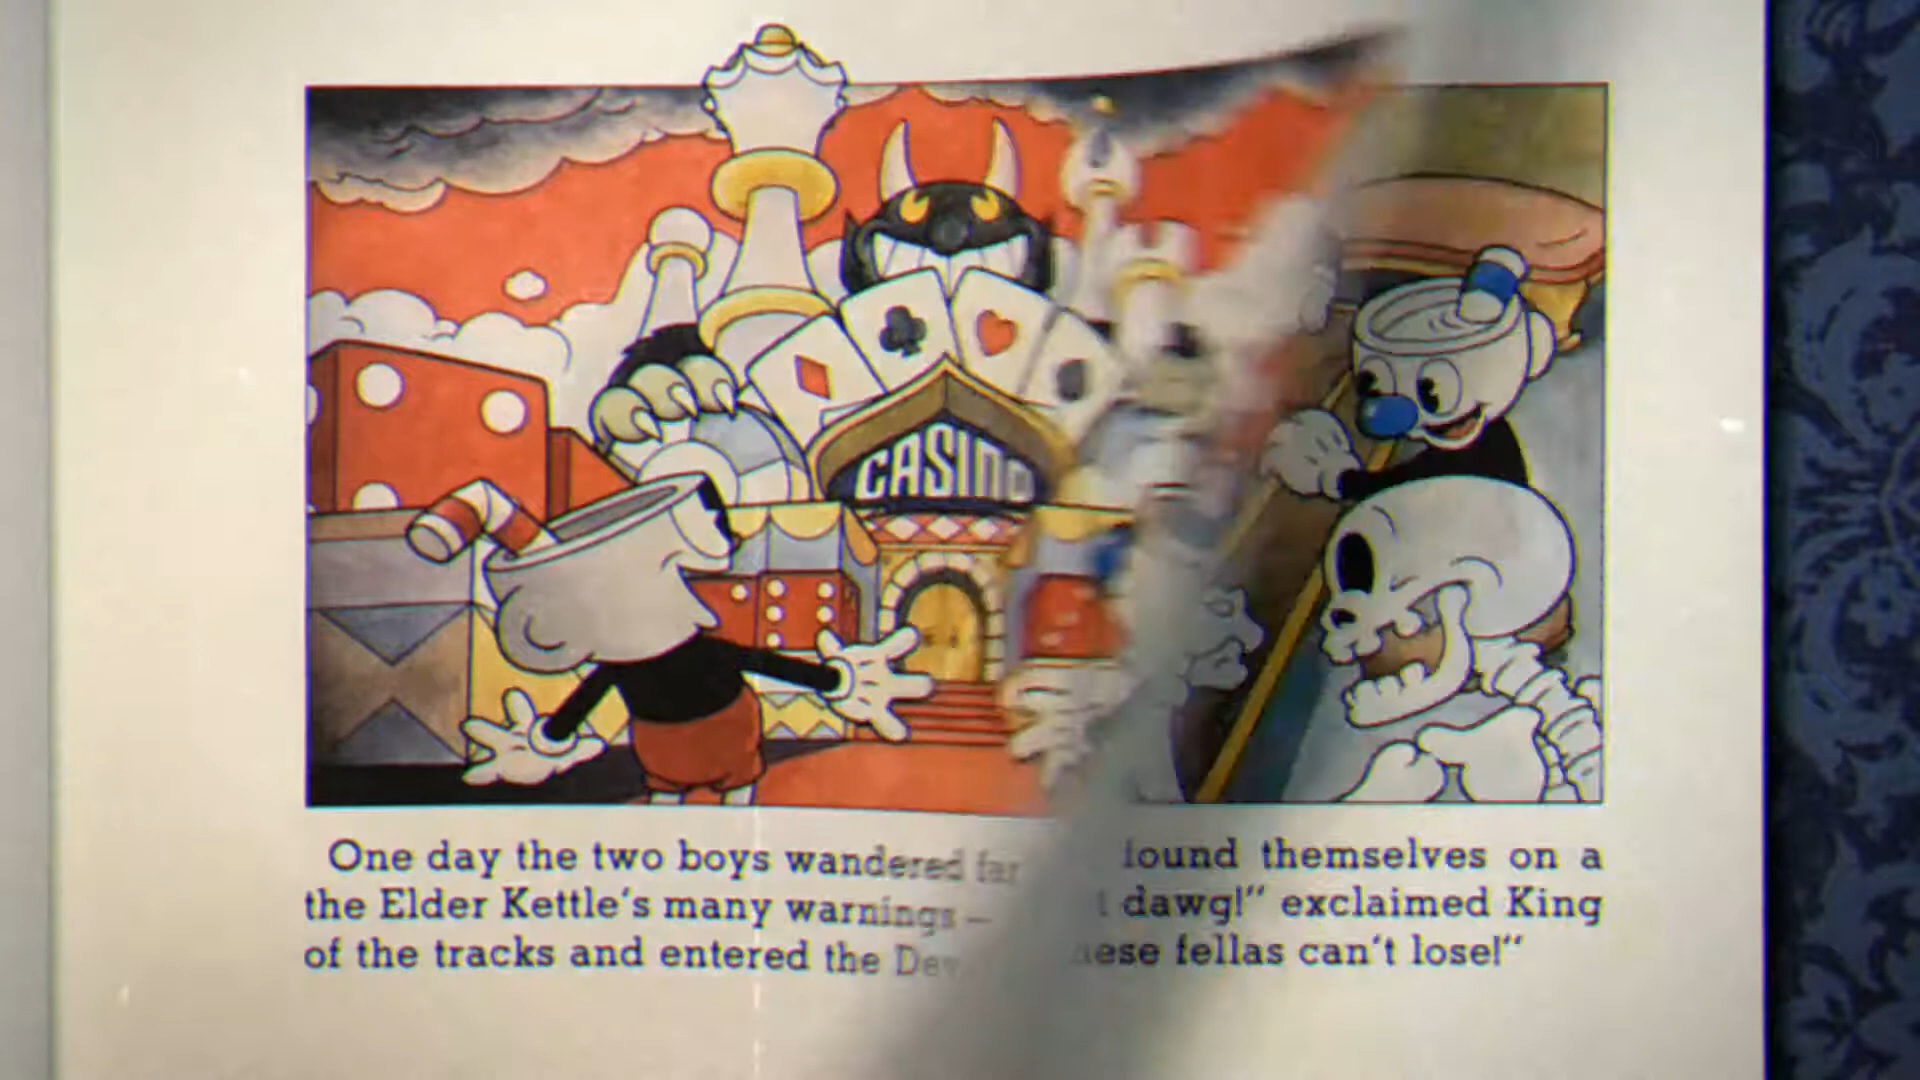 CASINO
One day the two boys wandered far
the Elder Kettle's many warnings –
of the tracks and entered the
found themselves on a
dawg!" exclaimed King
fellas can't lose!"